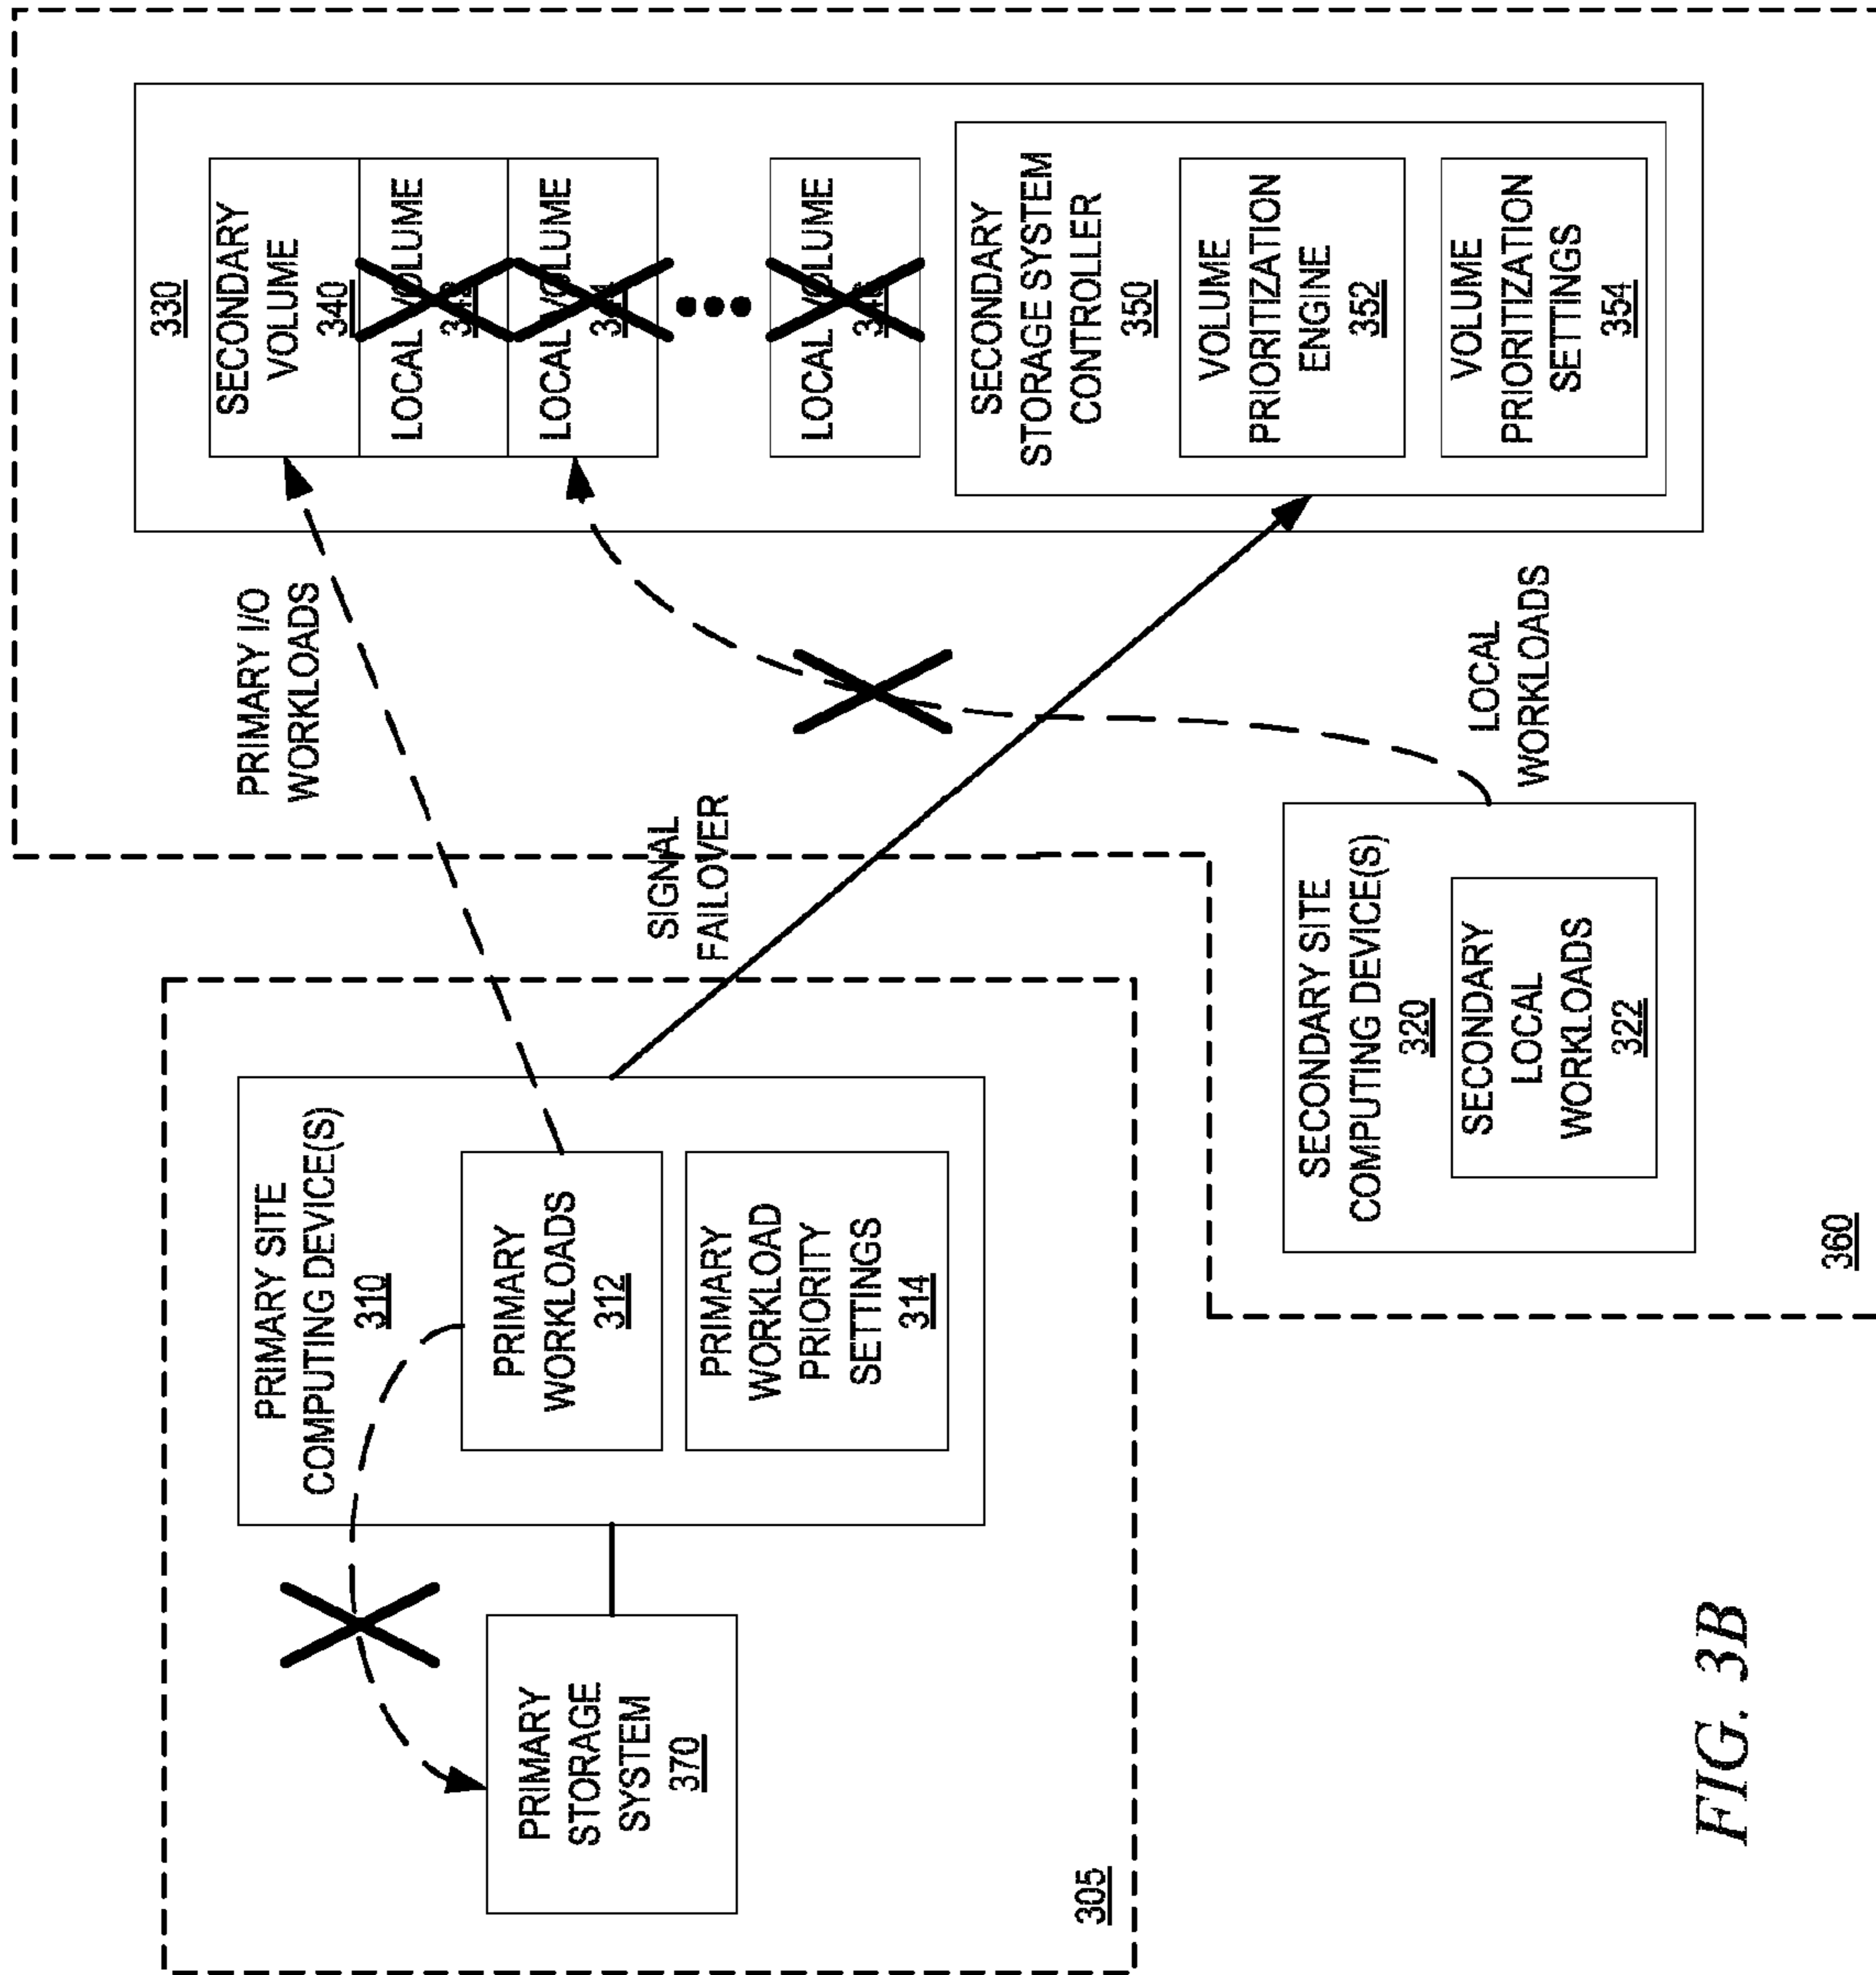 PRIMARY STORAGE SYSTEM
370
PRIMARY SITE
COMPUTING DEVICE(S)
310
PRIMARY
WORKLOADS
312
PRIMARY
WORKLOAD
PRIORITY
SETTINGS
314
305
PRIMARY I/O
WORKLOADS
SIGNAL
FAILOVER
330
SECONDARY
VOLUME
340
LOCAL VOLUME
LOCAL VOLUME
LOCAL VOLUME
SECONDARY
STORAGE SYSTEM
CONTROLLER
350
VOLUME
PRIORITIZATION
ENGINE
352
VOLUME
PRIORITIZATION
SETTINGS
354
SECONDARY SITE
COMPUTING DEVICE(S)
320
SECONDARY
LOCAL
WORKLOADS
322
LOCAL
WORKLOADS
360
FIG. 3B